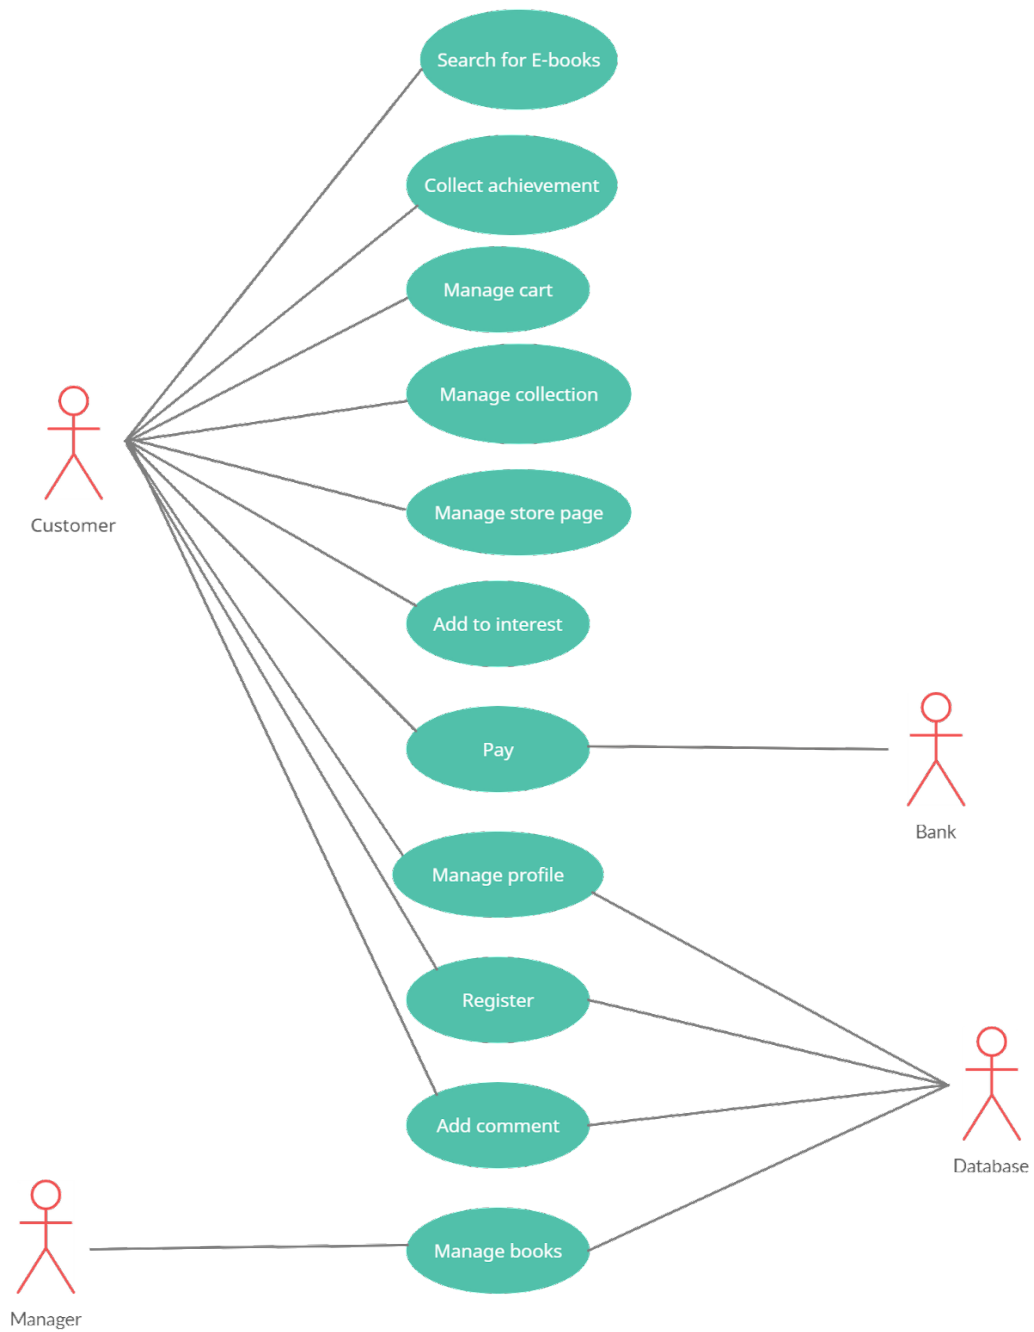 Search for E-books
Collect achievement
Manage cart
Manage collection
Manage store page
Customer
Add to interest
Pay
Bank
Manage profile
Register
Add comment
Database
Manage books
Manager